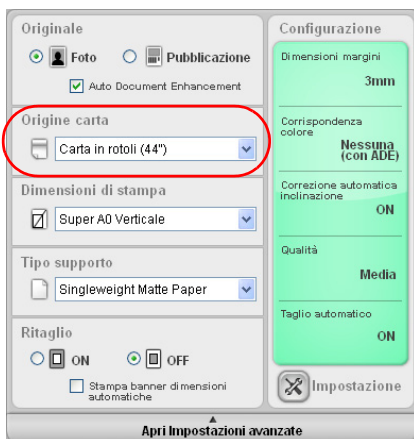 Originale
Foto
Pubblicazione
Auto Document Enhancement
Origine carta
Carta in rotoli (44")
Dimensioni di stampa
Super A0 Verticale
Tipo supporto
Singleweight Matte Paper
Ritaglio
ON
OFF
Stampa banner dimensioni
automatiche
Configurazione
Dimensioni margini
3mm
Corrispondenza
colore
Nessuna
(con ADE)
Correzione automatica
inclinazione
ON
Qualità
Media
Taglio automatico
ON
Impostazione
Apri Impostazioni avanzate